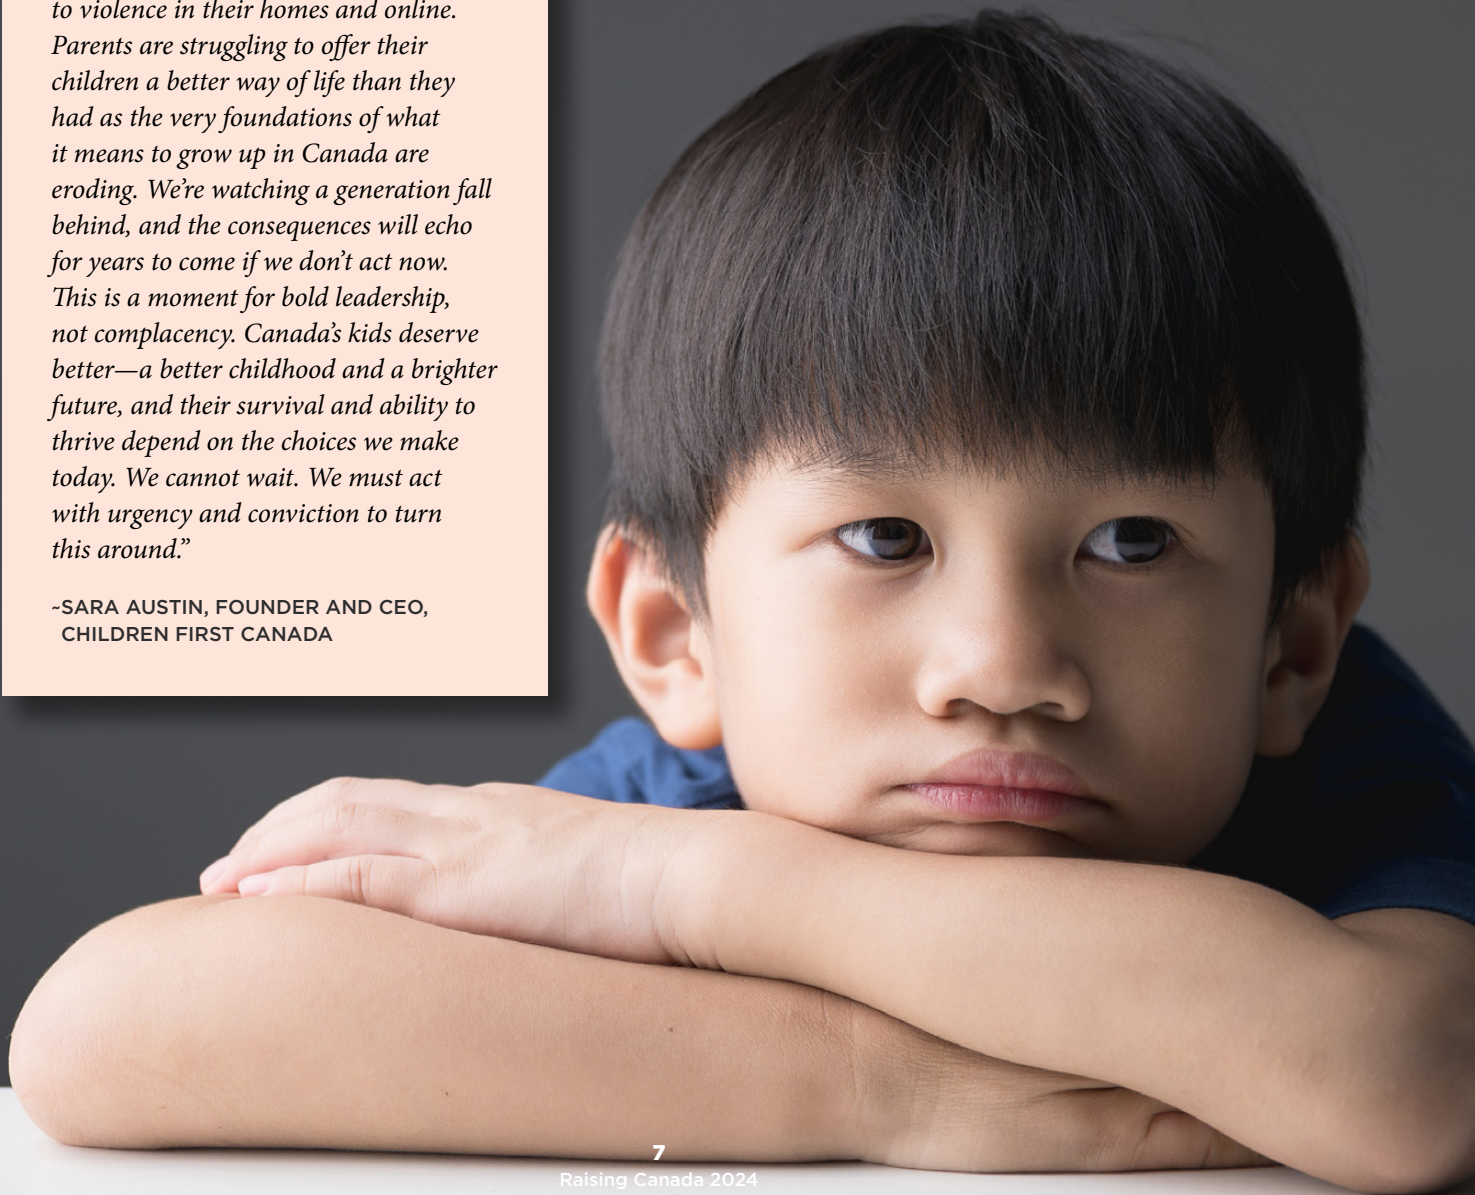 to violence in their homes and online.
Parents are struggling to offer their
children a better way of life than they
had as the very foundations of what
it means to grow up in Canada are
eroding. We’re watching a generation fall
behind, and the consequences will echo
for years to come if we don’t act now.
This is a moment for bold leadership,
not complacency. Canada’s kids deserve
better—a better childhood and a brighter
future, and their survival and ability to
thrive depend on the choices we make
today. We cannot wait. We must act
with urgency and conviction to turn
this around.”
~SARA AUSTIN, FOUNDER AND CEO,
CHILDREN FIRST CANADA
7
Raising Canada 2024